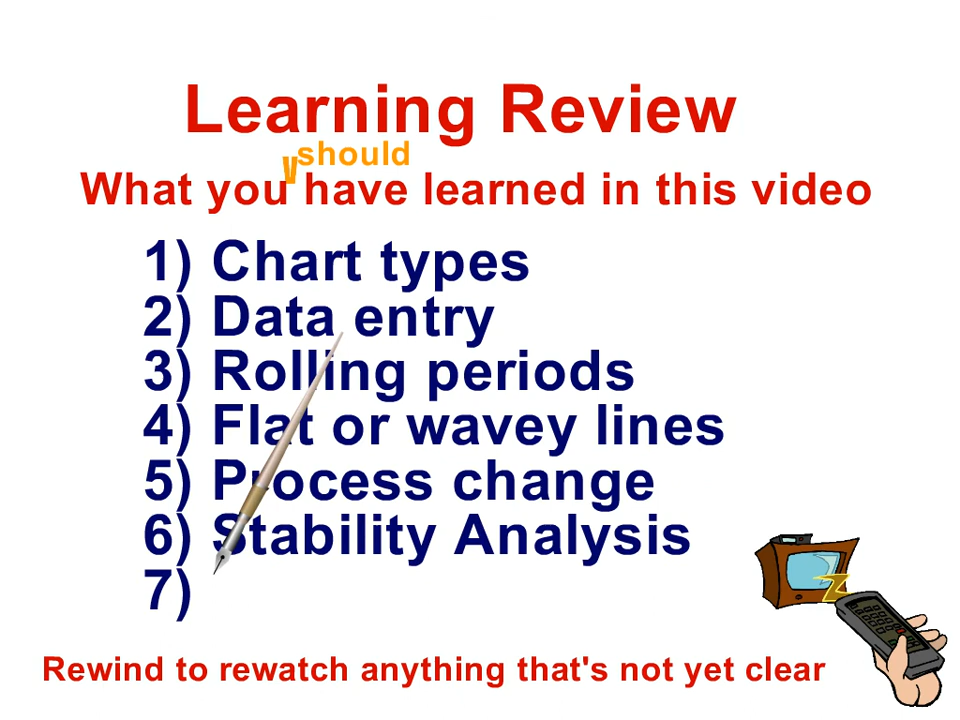 Learning Review
should
What you have learned in this video
1) Chart types
2) Data entry
3) Rolling periods
4) Flat or wavey lines
5) Process change
6) Stability Analysis
7)
Rewind to rewatch anything that's not yet clear